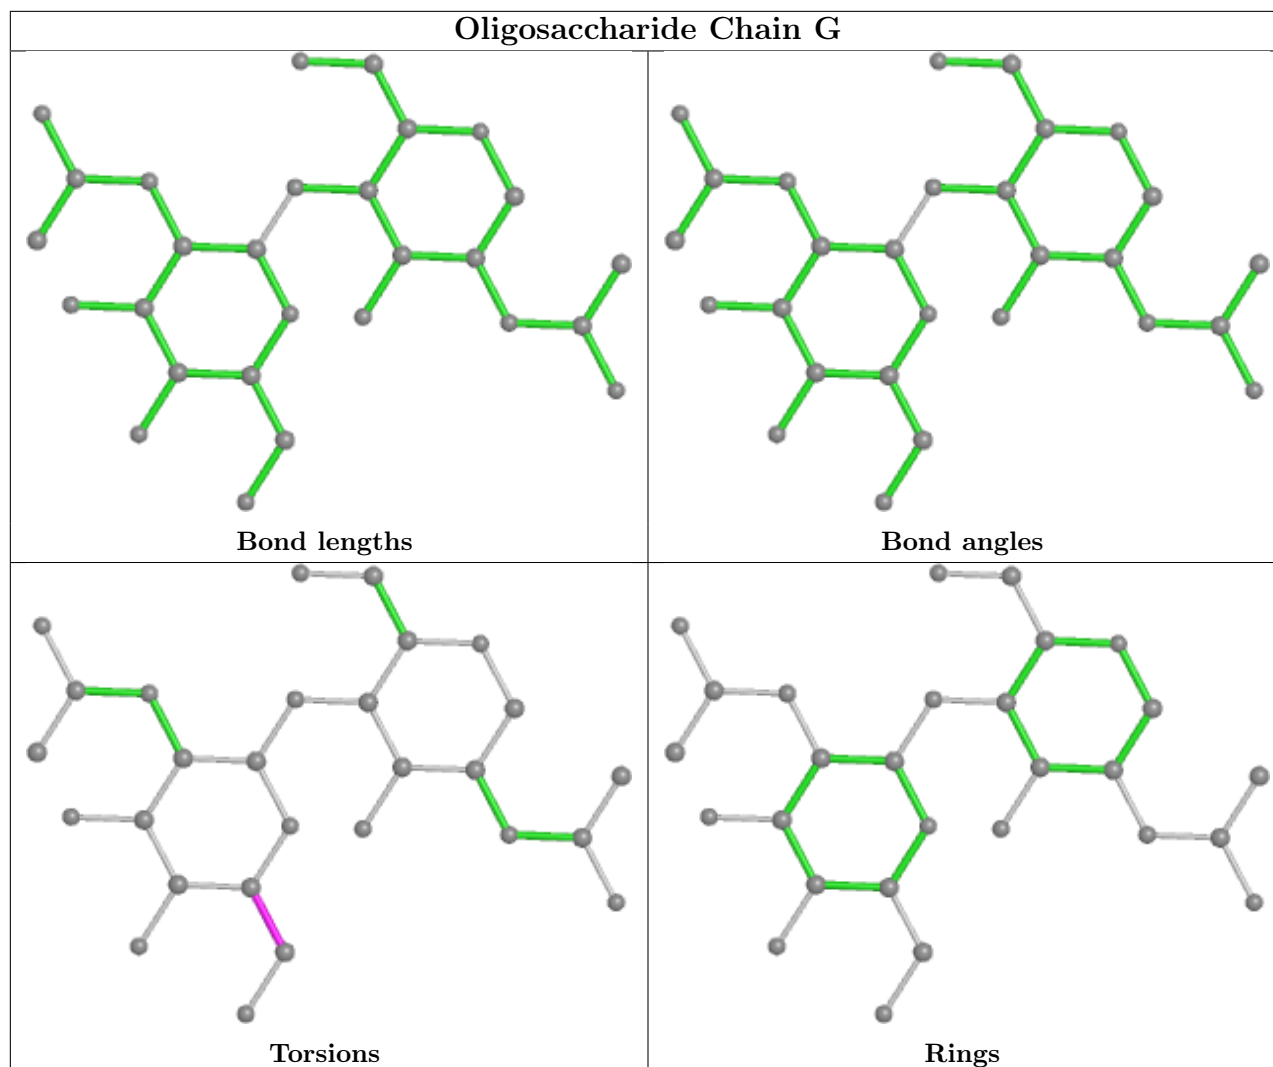 Oligosaccharide Chain G
Bond lengths
Bond angles
Torsions
Rings